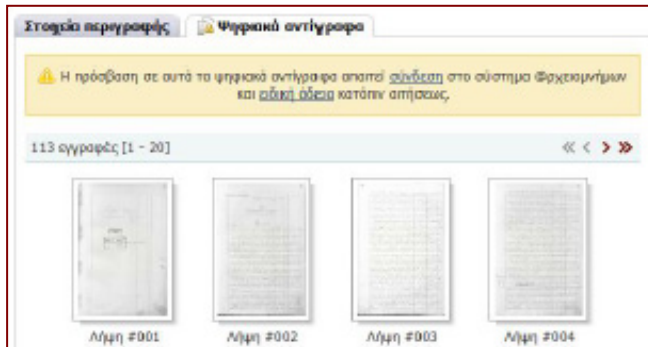 Στοιχεία περιγραφής Ψηφιακά αντίγραφα
Η πρόσβαση σε αυτά τα ψηφιακά αντίγραφα απαιτεί σύνδεση στο σύστημα Θρχειομνήμων
και ειδική άδεια κατόπιν αιτήσεως.
113 εγγραφές [1 - 20]
Λήψη #001 Λήψη #002 Λήψη #003 Λήψη #004